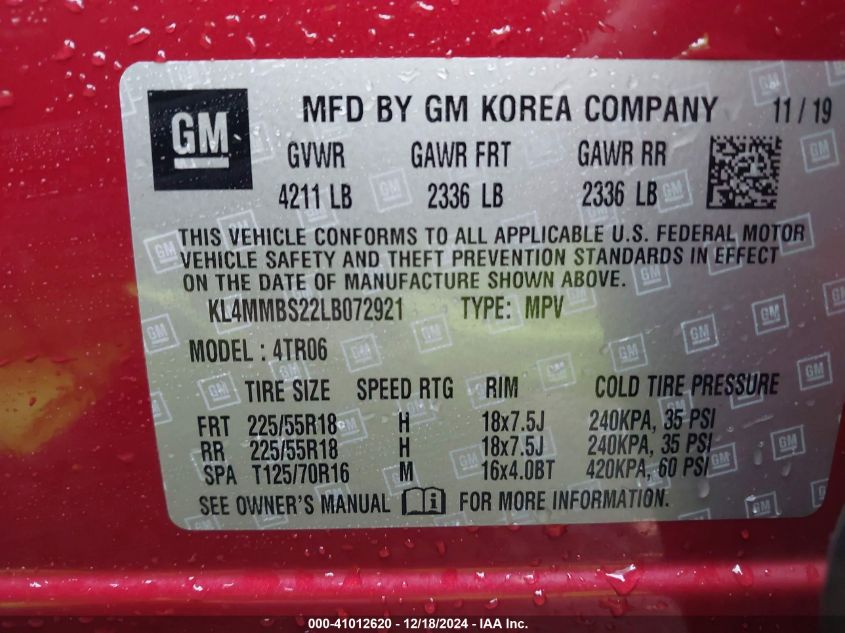 GM
MFD BY GM KOREA COMPANY 11 / 19
GVWR GAWR FRT GAWR RR
4211 LB 2336 LB 2336 LB
THIS VEHICLE CONFORMS TO ALL APPLICABLE U.S. FEDERAL MOTOR
VEHICLE SAFETY AND THEFT PREVENTION STANDARDS IN EFFECT
ON THE DATE OF MANUFACTURE SHOWN ABOVE.
KL4MMBS22LB072921 TYPE: MPV
MODEL : 4TR06
TIRE SIZE SPEED RTG RIM COLD TIRE PRESSURE
FRT 225/55R18 H 18x7.5J 240KPA, 35 PSI
RR 225/55R18 H 18x7.5J 240KPA, 35 PSI
SPA T125/70R16 M 16x4.0BT 420KPA, 60 PSI
SEE OWNER'S MANUAL i FOR MORE INFORMATION.
000-41012620 - 12/18/2024 - IAA Inc.